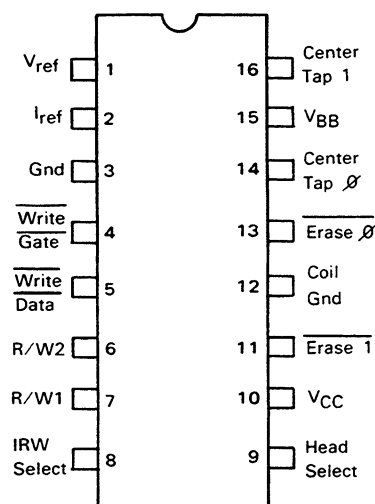 Vref
1
16
Center
Tap 1
Iref
2
15
VBB
Gnd
3
14
Center
Tap Ø
Write
Gate
4
13
Erase Ø
Write
Data
5
12
Coil
Gnd
R/W2
6
11
Erase 1
R/W1
7
10
VCC
IRW
Select
8
9
Head
Select